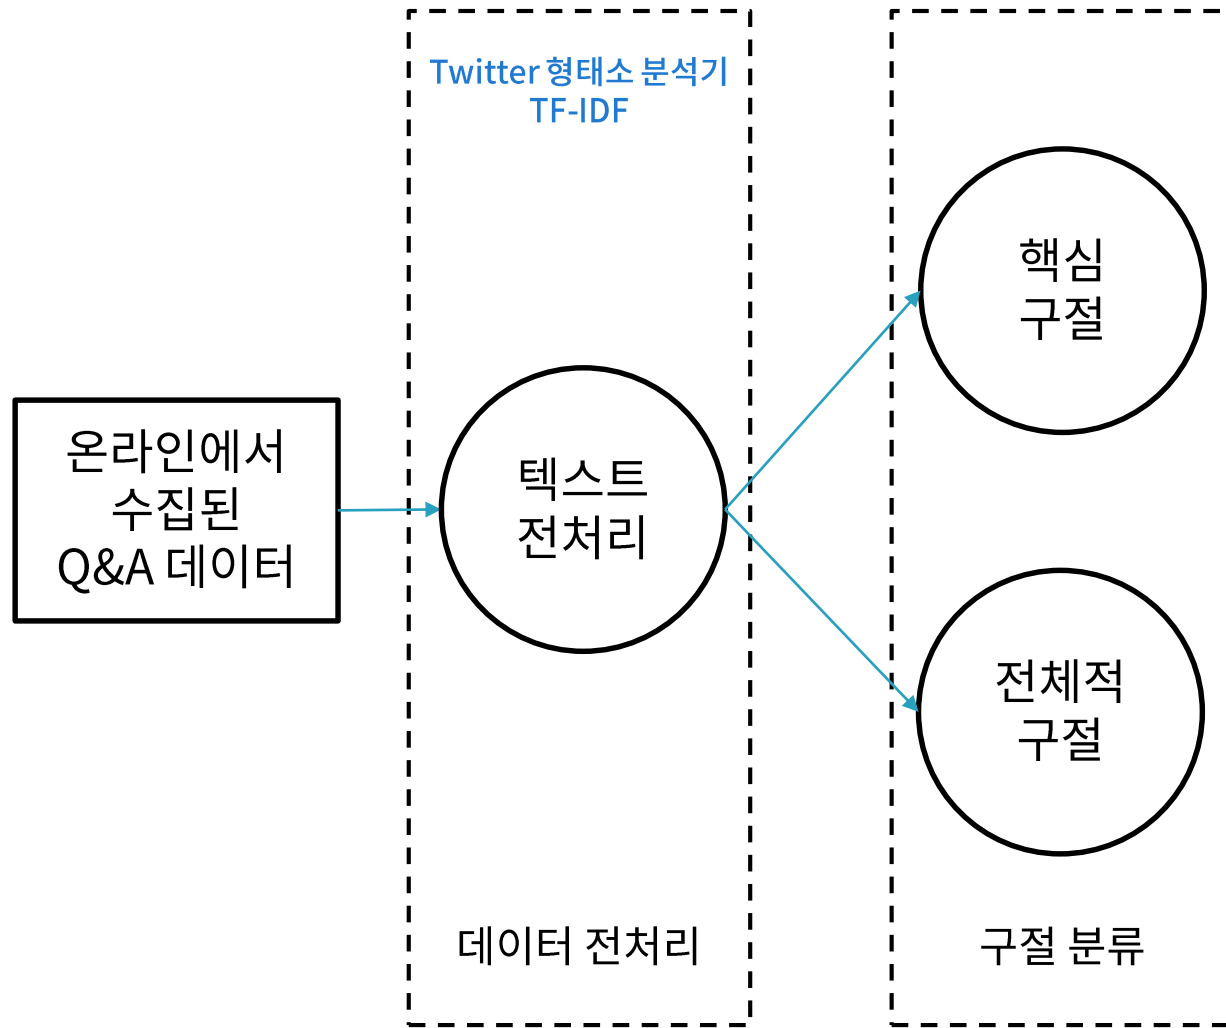 Twitter 형태소 분석기
TF-IDF
온라인에서
수집된
Q&A 데이터
텍스트
전처리
핵심
구절
전체적
구절
데이터 전처리
구절 분류